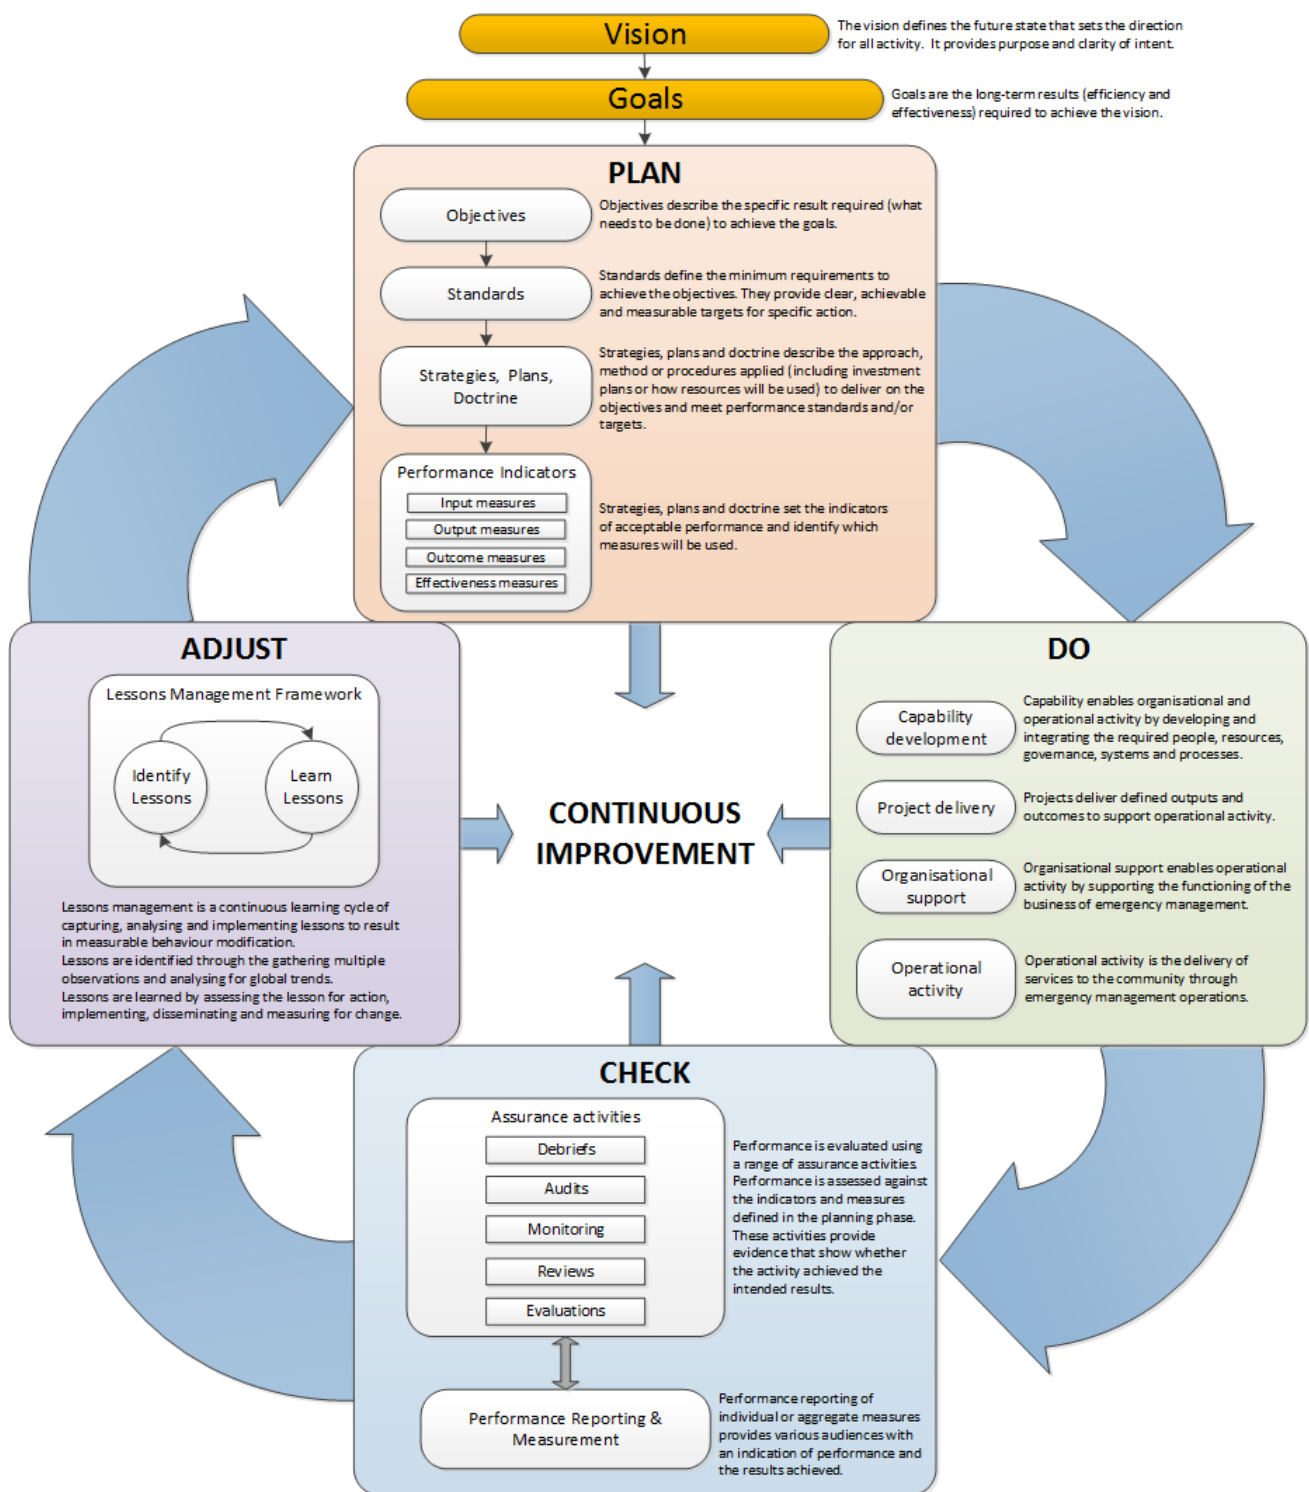 Vision
The vision defines the future state that sets the direction
for all activity. It provides purpose and clarity of intent.
Goals
Goals are the long-term results (efficiency and
effectiveness) required to achieve the vision.
PLAN
Objectives
Objectives describe the specific result required (what
needs to be done) to achieve the goals.
Standards
Standards define the minimum requirements to
achieve the objectives. They provide clear, achievable
and measurable targets for specific action.
Strategies, Plans,
Doctrine
Strategies, plans and doctrine describe the approach,
method or procedures applied (including investment
plans or how resources will be used) to deliver on the
objectives and meet performance standards and/or
targets.
Performance Indicators
Input measures
Output measures
Outcome measures
Effectiveness measures
Strategies, plans and doctrine set the indicators
of acceptable performance and identify which
measures will be used.
ADJUST
Lessons Management Framework
Identify
Lessons
Learn
Lessons
Lessons management is a continuous learning cycle of
capturing, analysing and implementing lessons to result
in measurable behaviour modification.
Lessons are identified through the gathering multiple
observations and analysing for global trends.
Lessons are learned by assessing the lesson for action,
implementing, disseminating and measuring for change.
CONTINUOUS
IMPROVEMENT
DO
Capability
development
Capability enables organisational and
operational activity by developing and
integrating the required people, resources,
governance, systems and processes.
Project delivery
Projects deliver defined outputs and
outcomes to support operational activity.
Organisational
support
Organisational support enables operational
activity by supporting the functioning of the
business of emergency management.
Operational
activity
Operational activity is the delivery of
services to the community through
emergency management operations.
CHECK
Assurance activities
Debriefs
Audits
Monitoring
Reviews
Evaluations
Performance is evaluated using
a range of assurance activities.
Performance is assessed against
the indicators and measures
defined in the planning phase.
These activities provide
evidence that show whether
the activity achieved the
intended results.
Performance Reporting &
Measurement
Performance reporting of
individual or aggregate measures
provides various audiences with
an indication of performance and
the results achieved.